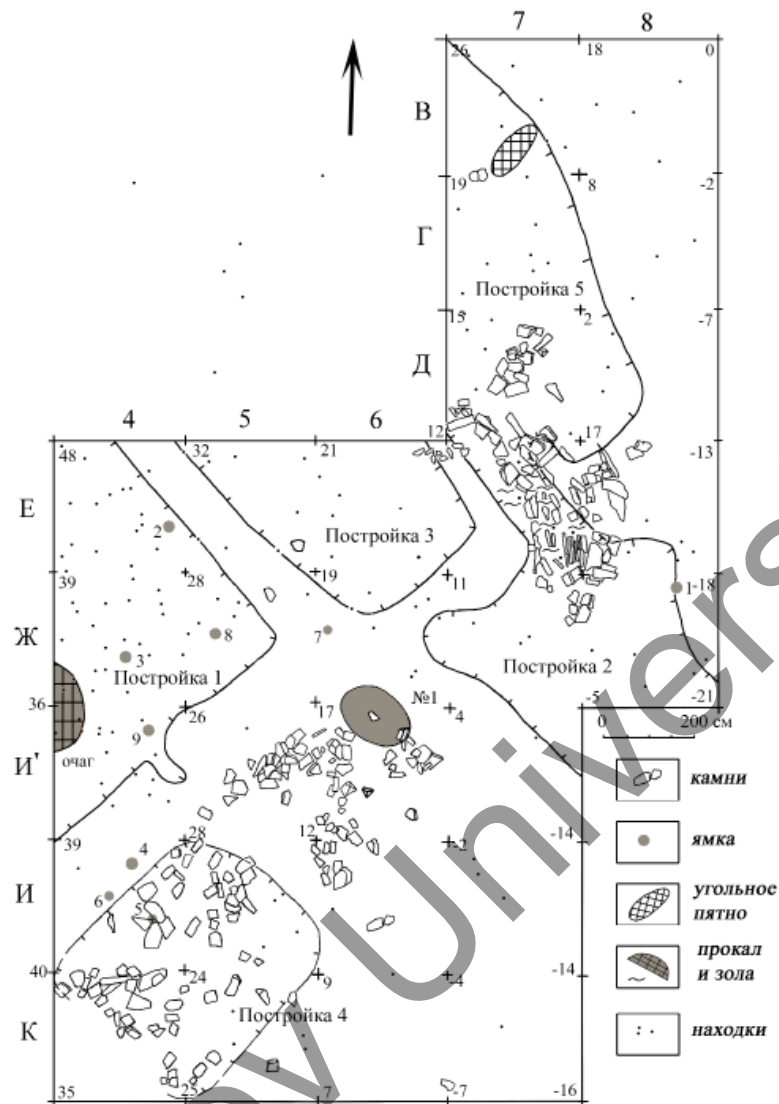 7 8
26 18 0
В
19 8 -2
Г
Постройка 5
15 2 -7
Д
12 17 -13
4 5 6
48 32 21
Е
2
Постройка 3
39 28 19 11 -18
1
Ж
8 7
3
Постройка 1
Постройка 2
№1
36 26 17 4 -5 -21
9
очаг
И'
0 200 см
камни
39 28 12 -2 -14
4
ямка
И
6 5
угольное
пятно
40 24 9 -4 -14
прокал
и зола
Постройка 4
К
находки
35 25 7 -7 -16
y Univers